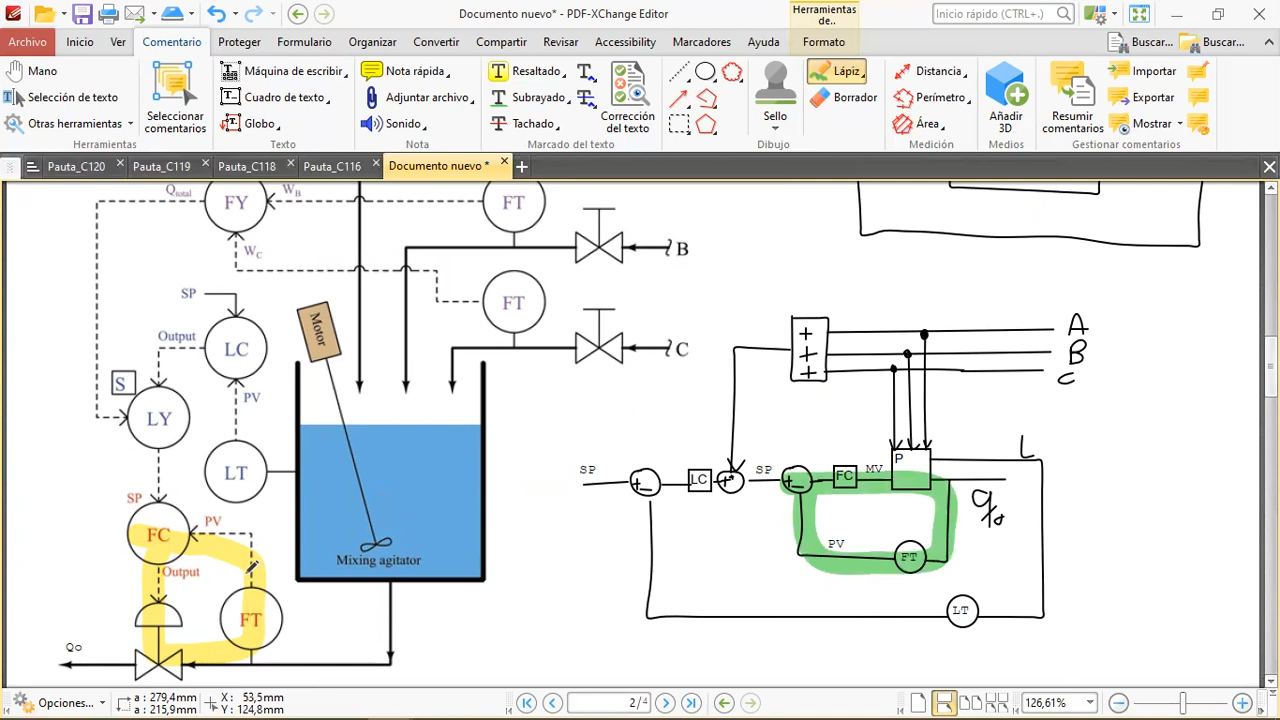 Documento nuevo * - PDF-XChange Editor
Herramientas de..
Inicio rápido (CTRL+.)
Archivo
Inicio
Ver
Comentario
Proteger
Formulario
Organizar
Convertir
Compartir
Revisar
Accessibility
Marcadores
Ayuda
Formato
Buscar...
Buscar...
Mano
Selección de texto
Otras herramientas
Seleccionar comentarios
Herramientas
Máquina de escribir
Cuadro de texto
Globo
Texto
Nota rápida
Adjuntar archivo
Sonido
Nota
Resaltado
Subrayado
Tachado
Corrección del texto
Marcado del texto
Dibujo
Sello
Lápiz
Borrador
Distancia
Perímetro
Área
Medición
Añadir 3D
Medios
Resumir comentarios
Importar
Exportar
Mostrar
Gestionar comentarios
Pauta_C120
Pauta_C119
Pauta_C118
Pauta_C116
Documento nuevo *
Qtotal
FY
WB
FT
WC
B
SP
FT
Motor
Output
LC
C
S
PV
LY
LT
SP
PV
FC
Mixing agitator
Output
FT
Qo
+
+
+
A
B
C
L
P
SP
+
-
LC
+
+
SP
+
-
FC
MV
q0
PV
FT
LT
Opciones...
a : 279,4mm
a : 215,9mm
X : 53,5mm
Y : 124,8mm
2/4
126,61%